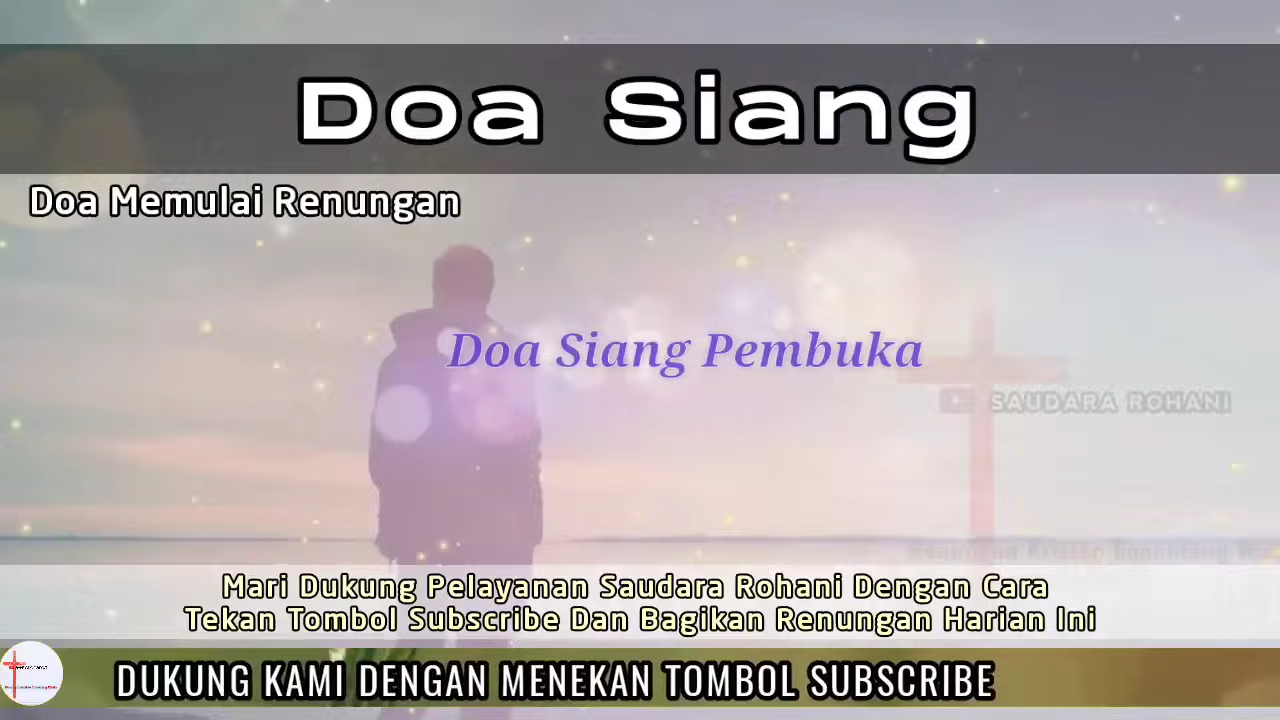 Doa Siang
Doa Memulai Renungan
Doa Siang Pembuka
SAUDARA ROHANI
Mari Dukung Pelayanan Saudara Rohani Dengan Cara
Tekan Tombol Subscribe Dan Bagikan Renungan Harian Ini
DUKUNG KAMI DENGAN MENEKAN TOMBOL SUBSCRIBE